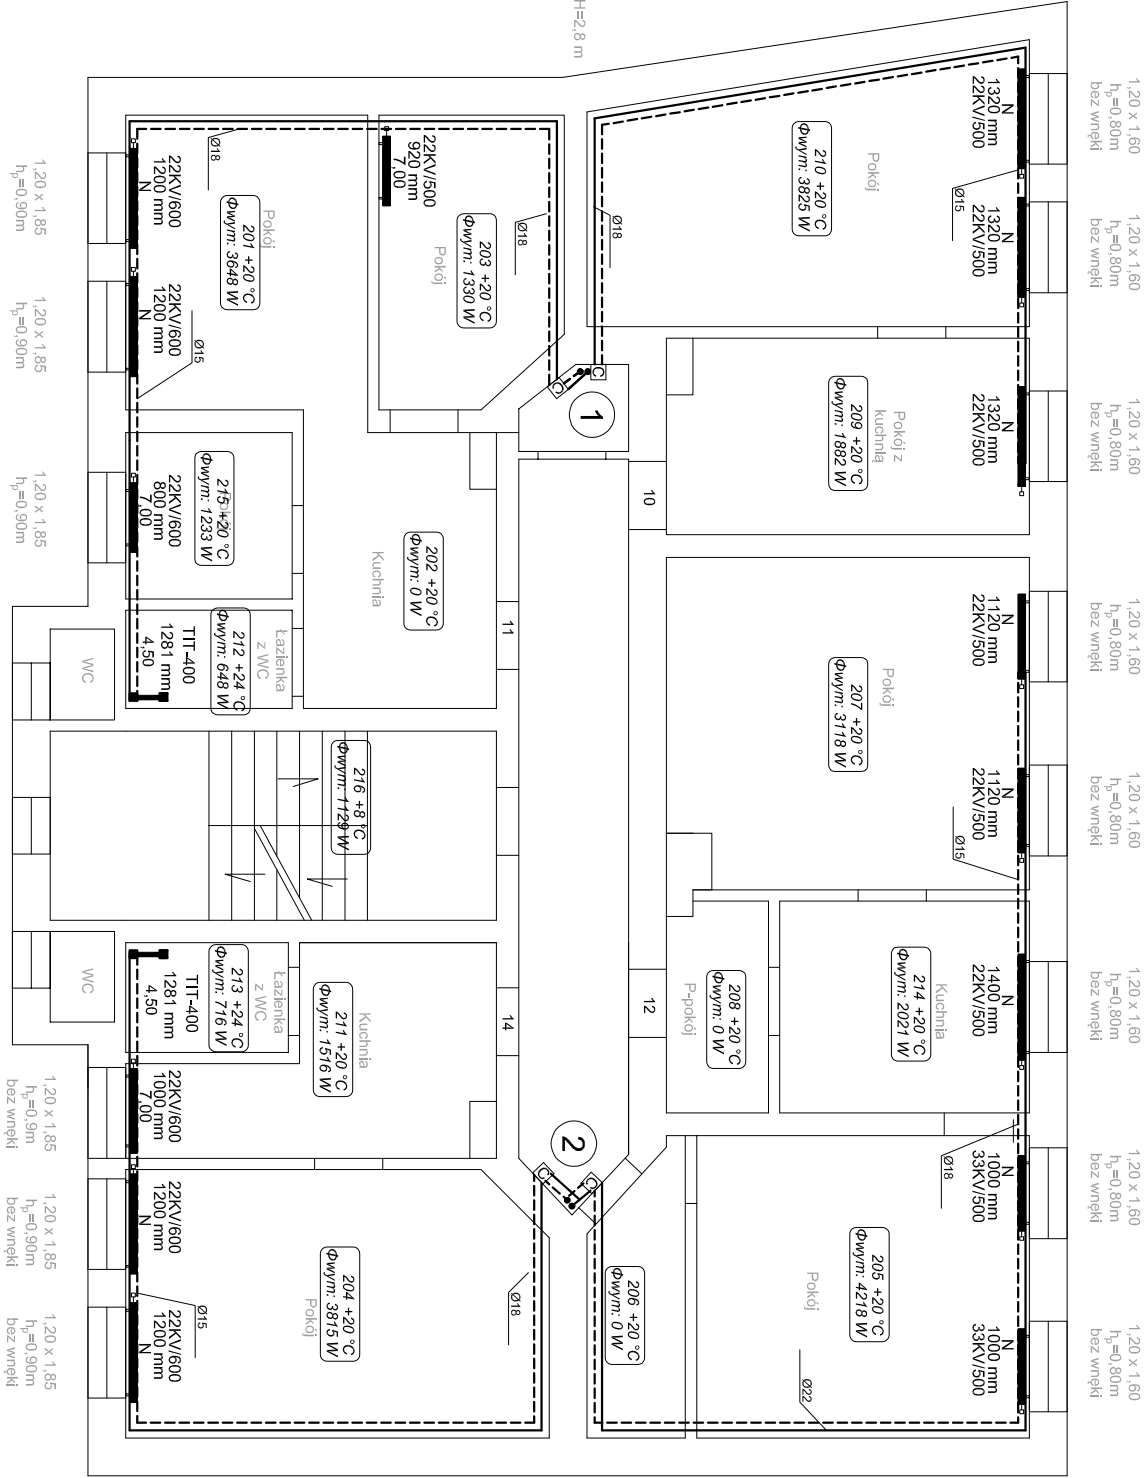 H=2,8 m
1,20 x 1,60
hp=0,80m
bez wnęki
1,20 x 1,60
hp=0,80m
bez wnęki
1,20 x 1,60
hp=0,80m
bez wnęki
1,20 x 1,60
hp=0,80m
bez wnęki
1,20 x 1,60
hp=0,80m
bez wnęki
1,20 x 1,60
hp=0,80m
bez wnęki
1,20 x 1,60
hp=0,80m
bez wnęki
1,20 x 1,60
hp=0,80m
bez wnęki
N
1320 mm
22KV/500
N
1320 mm
22KV/500
N
1320 mm
22KV/500
N
1120 mm
22KV/500
N
1120 mm
22KV/500
N
1400 mm
22KV/500
N
1000 mm
33KV/500
N
1000 mm
33KV/500
Ø15
Ø15
Ø18
Ø22
Pokój
210 +20 °C
Φwym: 3825 W
Ø18
Pokój z
kuchnią
209 +20 °C
Φwym: 1882 W
Pokój
207 +20 °C
Φwym: 3118 W
Kuchnia
214 +20 °C
Φwym: 2021 W
208 +20 °C
Φwym: 0 W
P-pokój
205 +20 °C
Φwym: 4218 W
Pokój
206 +20 °C
Φwym: 0 W
10
12
C
C
1
2
C
C
11
14
Ø18
203 +20 °C
Φwym: 1330 W
Pokój
22KV/500
920 mm
7,00
202 +20 °C
Φwym: 0 W
Kuchnia
216 +8 °C
Φwym: 1129 W
Kuchnia
211 +20 °C
Φwym: 1516 W
Ø18
204 +20 °C
Φwym: 3815 W
Pokój
Pokój
201 +20 °C
Φwym: 3648 W
Ø18
Ø15
Pokój
215 +20 °C
Φwym: 1233 W
Łazienka
z WC
212 +24 °C
Φwym: 648 W
Łazienka
z WC
213 +24 °C
Φwym: 716 W
Ø15
22KV/600
1200 mm
N
22KV/600
1200 mm
N
22KV/600
800 mm
7,00
TIT-400
1281 mm
4,50
TIT-400
1281 mm
4,50
22KV/600
1000 mm
7,00
22KV/600
1200 mm
N
22KV/600
1200 mm
N
WC
WC
1,20 x 1,85
hp=0,90m
1,20 x 1,85
hp=0,90m
1,20 x 1,85
hp=0,90m
1,20 x 1,85
hp=0,9m
bez wnęki
1,20 x 1,85
hp=0,90m
bez wnęki
1,20 x 1,85
hp=0,90m
bez wnęki